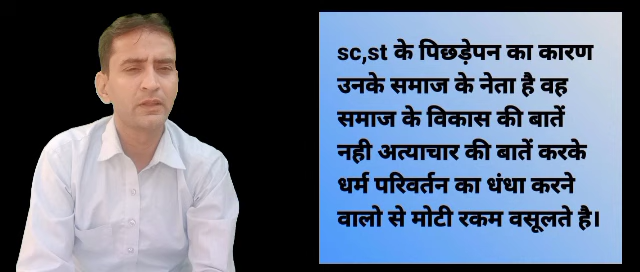 sc,st के पिछड़ेपन का कारण
उनके समाज के नेता है वह
समाज के विकास की बातें
नही अत्याचार की बातें करके
धर्म परिवर्तन का धंधा करने
वालो से मोटी रकम वसूलते है।